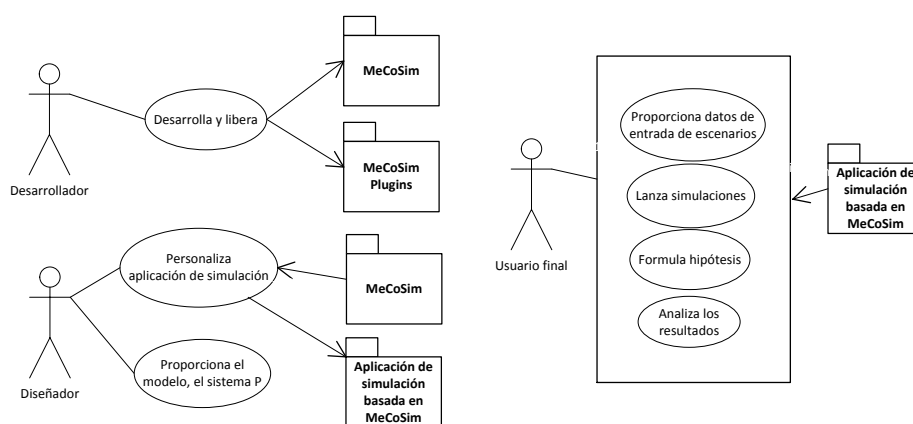 MeCoSim
Desarrolla y libera
MeCoSim
Plugins
Desarrollador
Personaliza
aplicación de simulación
MeCoSim
Proporciona el
modelo, el sistema P
Aplicación de
simulación
basada en
MeCoSim
Diseñador
Proporciona datos de
entrada de escenarios
Lanza
simulaciones
Formula hipótesis
Analiza los
resultados
Usuario final
Aplicación de
simulación
basada en
MeCoSim